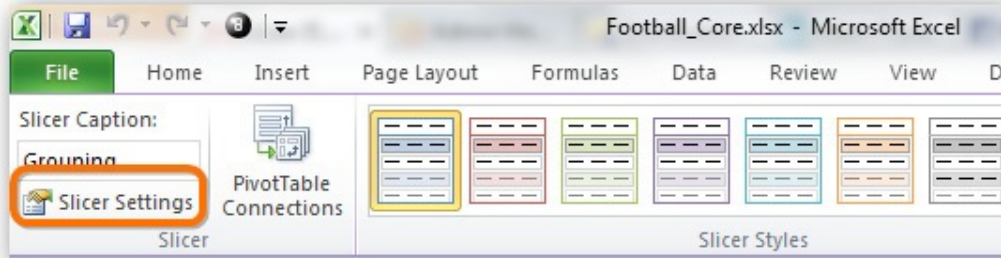 Football_Core.xlsx - Microsoft Excel
File Home Insert Page Layout Formulas Data Review View D
Slicer Caption:
Grouping
Slicer Settings
PivotTable
Connections
Slicer
Slicer Styles